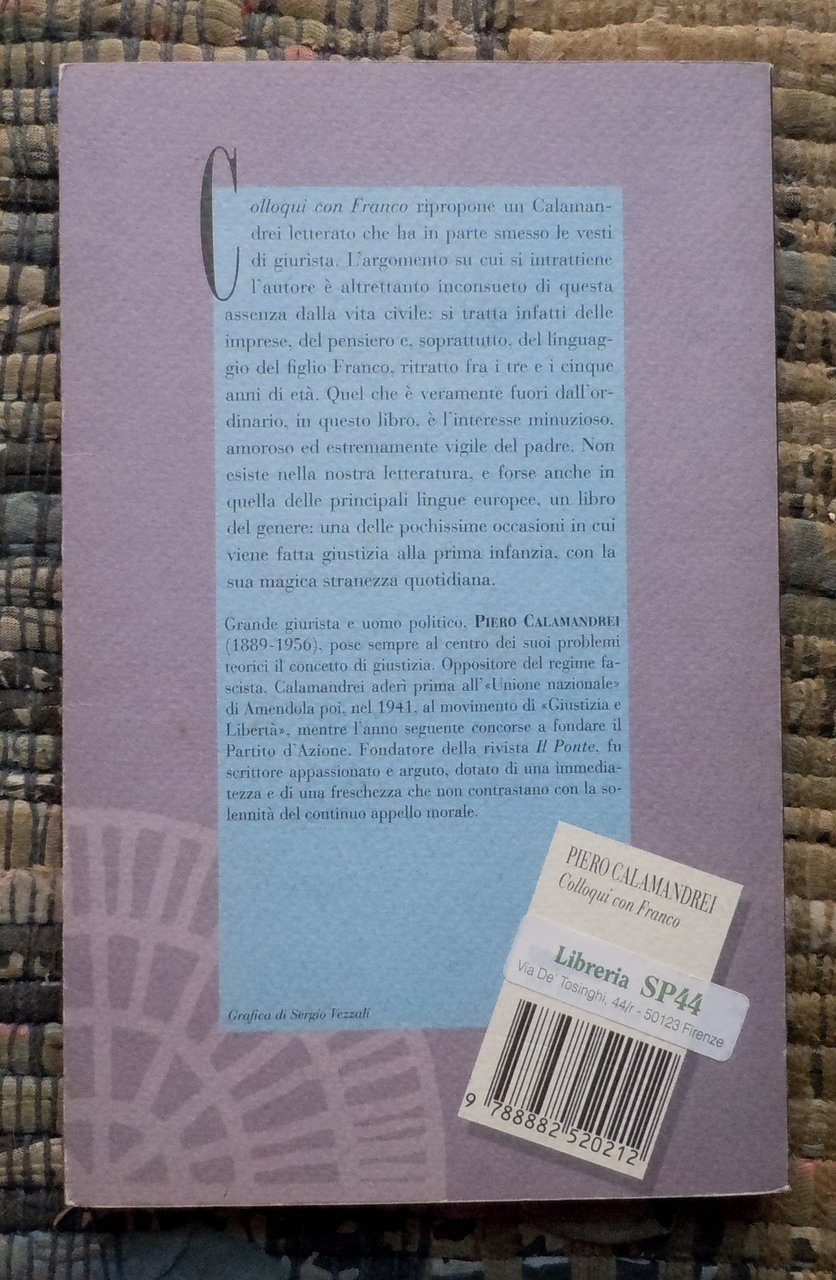 Colloqui con Franco ripropone un Calaman-
drei letterato che ha in parte smesso le vesti
di giurista. L'argomento su cui si intrattiene
l'autore è altrettanto inconsueto di questa
assenza dalla vita civile: si tratta infatti delle
imprese, del pensiero e, soprattutto, del linguag-
gio del figlio Franco, ritratto fra i tre e i cinque
anni di età. Quel che è veramente fuori dall'or-
dinario, in questo libro, è l'interesse minuzioso,
amoroso ed estremamente vigile del padre. Non
esiste nella nostra letteratura, e forse anche in
quella delle principali lingue europee, un libro
del genere: una delle pochissime occasioni in cui
viene fatta giustizia alla prima infanzia, con la
sua magica stranezza quotidiana.
Grande giurista e uomo politico, PIERO CALAMANDREI
(1889-1956), pose sempre al centro dei suoi problemi
teorici il concetto di giustizia. Oppositore del regime fa-
scista, Calamandrei aderì prima all'«Unione nazionale»
di Amendola poi, nel 1941, al movimento di «Giustizia e
Libertà», mentre l'anno seguente concorse a fondare il
Partito d'Azione. Fondatore della rivista Il Ponte, fu
scrittore appassionato e arguto, dotato di una immedia-
tezza e di una freschezza che non contrastano con la so-
lennità del continuo appello morale.
Grafica di Sergio Vezzali
PIERO CALAMANDREI
Colloqui con Franco
Libreria SP44
Via De' Tosinghi, 44/r - 50123 Firenze
9 788882 520212